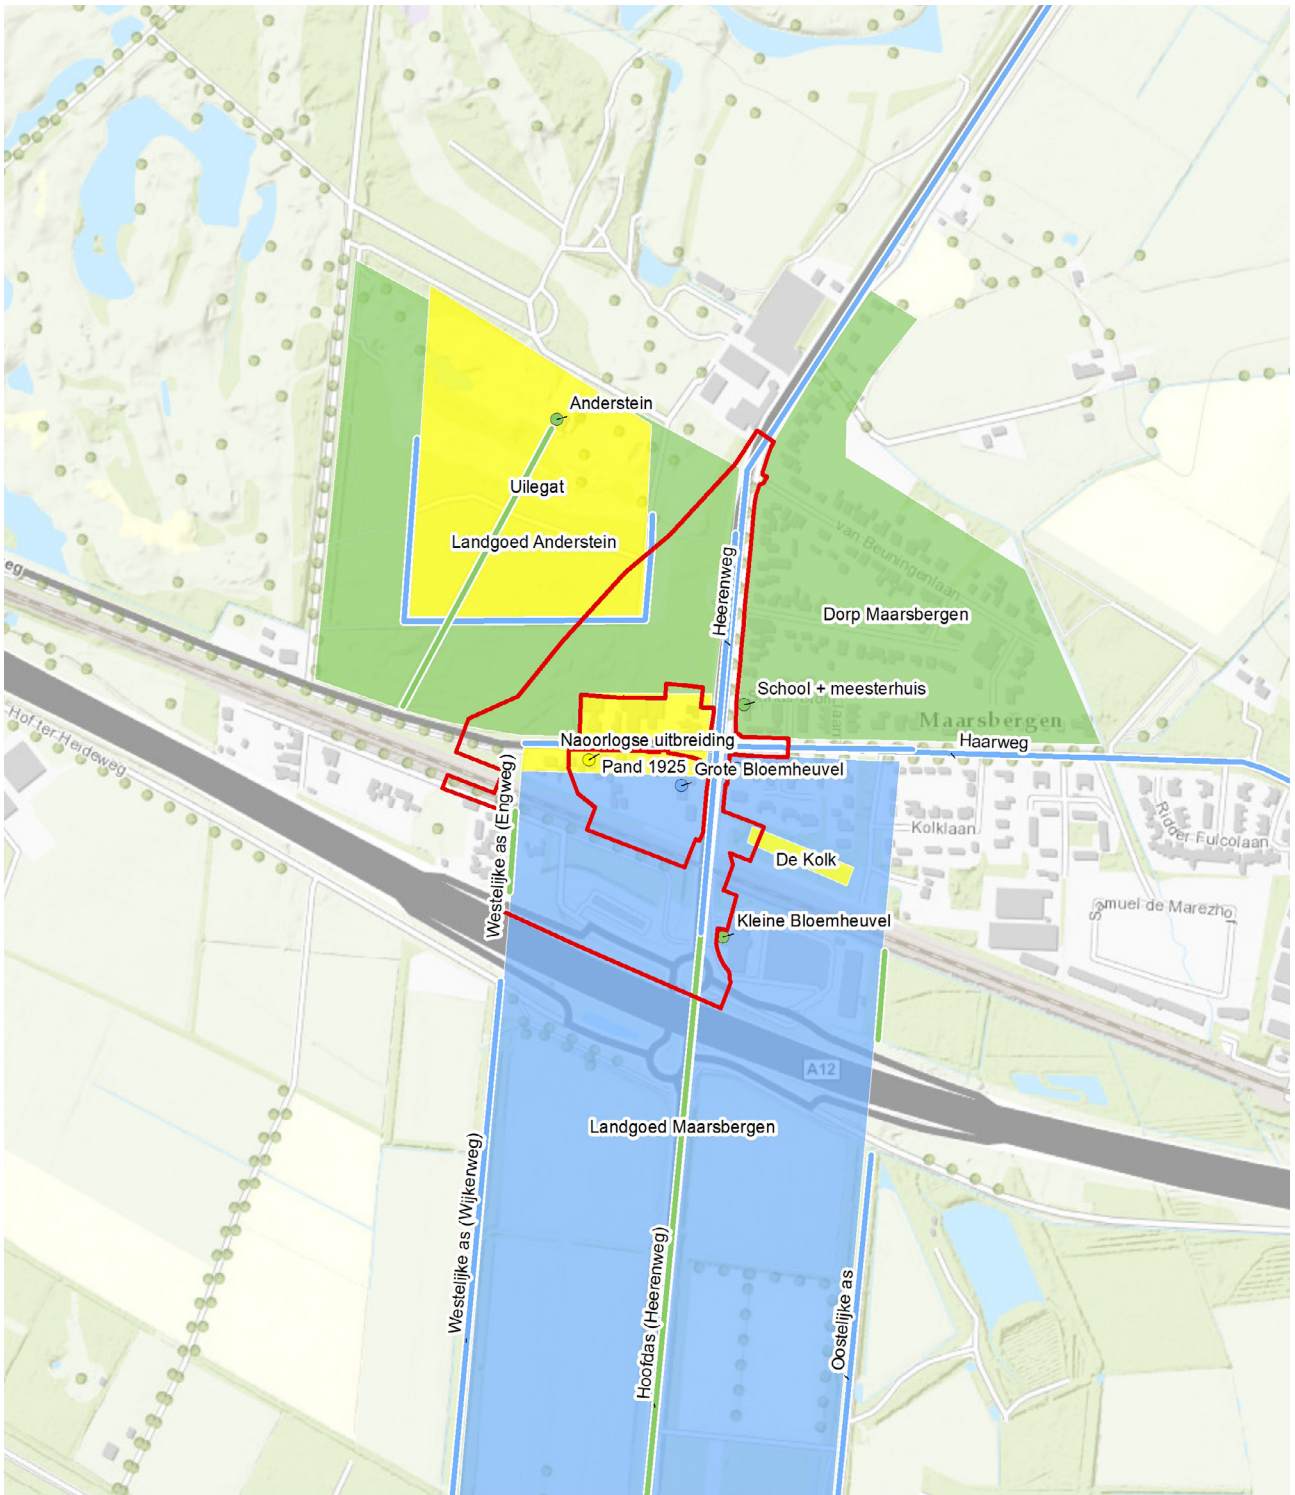 Anderstein
Uilegat
Landgoed Anderstein
van Beuningenlaan
eg
Heerenweg
Dorp Maarsbergen
School + meesterhuis
Maarsbergen
Hof ter Heideweg
Naoorlogse uitbreiding
Haarweg
Pand 1925
Grote Bloemheuvel
Westelijke as (Engweg)
Kolklaan
Ridder Fulcolaan
De Kolk
Samuel de Marezho
Kleine Bloemheuvel
A12
Landgoed Maarsbergen
Westelijke as (Wijkerweg)
Hoofdas (Heerenweg)
Oostelijke as